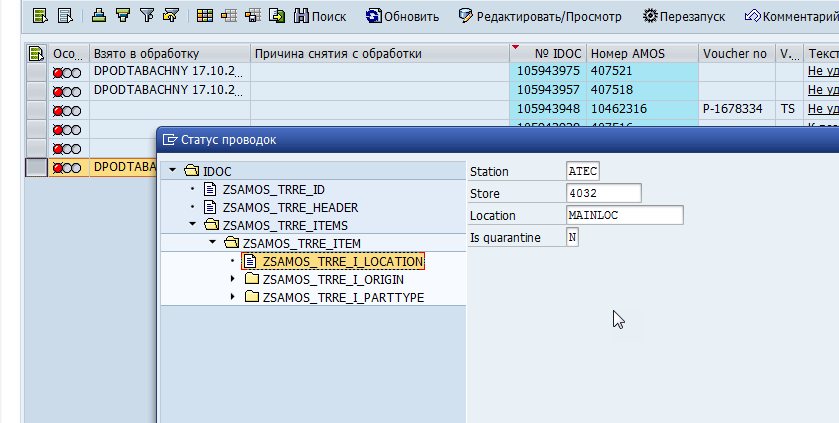 Поиск Обновить Редактировать/Просмотр Перезапуск Комментарий
Осо... Взято в обработку Причина снятия с обработки № IDOC Номер AMOS Voucher no V... Текст
DPODTABACHNY 17.10.2... 105943975 407521 Не уд
DPODTABACHNY 17.10.2... 105943957 407518 Не уд
105943948 10462316 P-1678334 TS Не уд
DPODTABA
Статус проводок
IDOC
ZSAMOS_TRRE_ID
ZSAMOS_TRRE_HEADER
ZSAMOS_TRRE_ITEMS
ZSAMOS_TRRE_ITEM
ZSAMOS_TRRE_I_LOCATION
ZSAMOS_TRRE_I_ORIGIN
ZSAMOS_TRRE_I_PARTTYPE
Station ATEC
Store 4032
Location MAINLOC
Is quarantine N